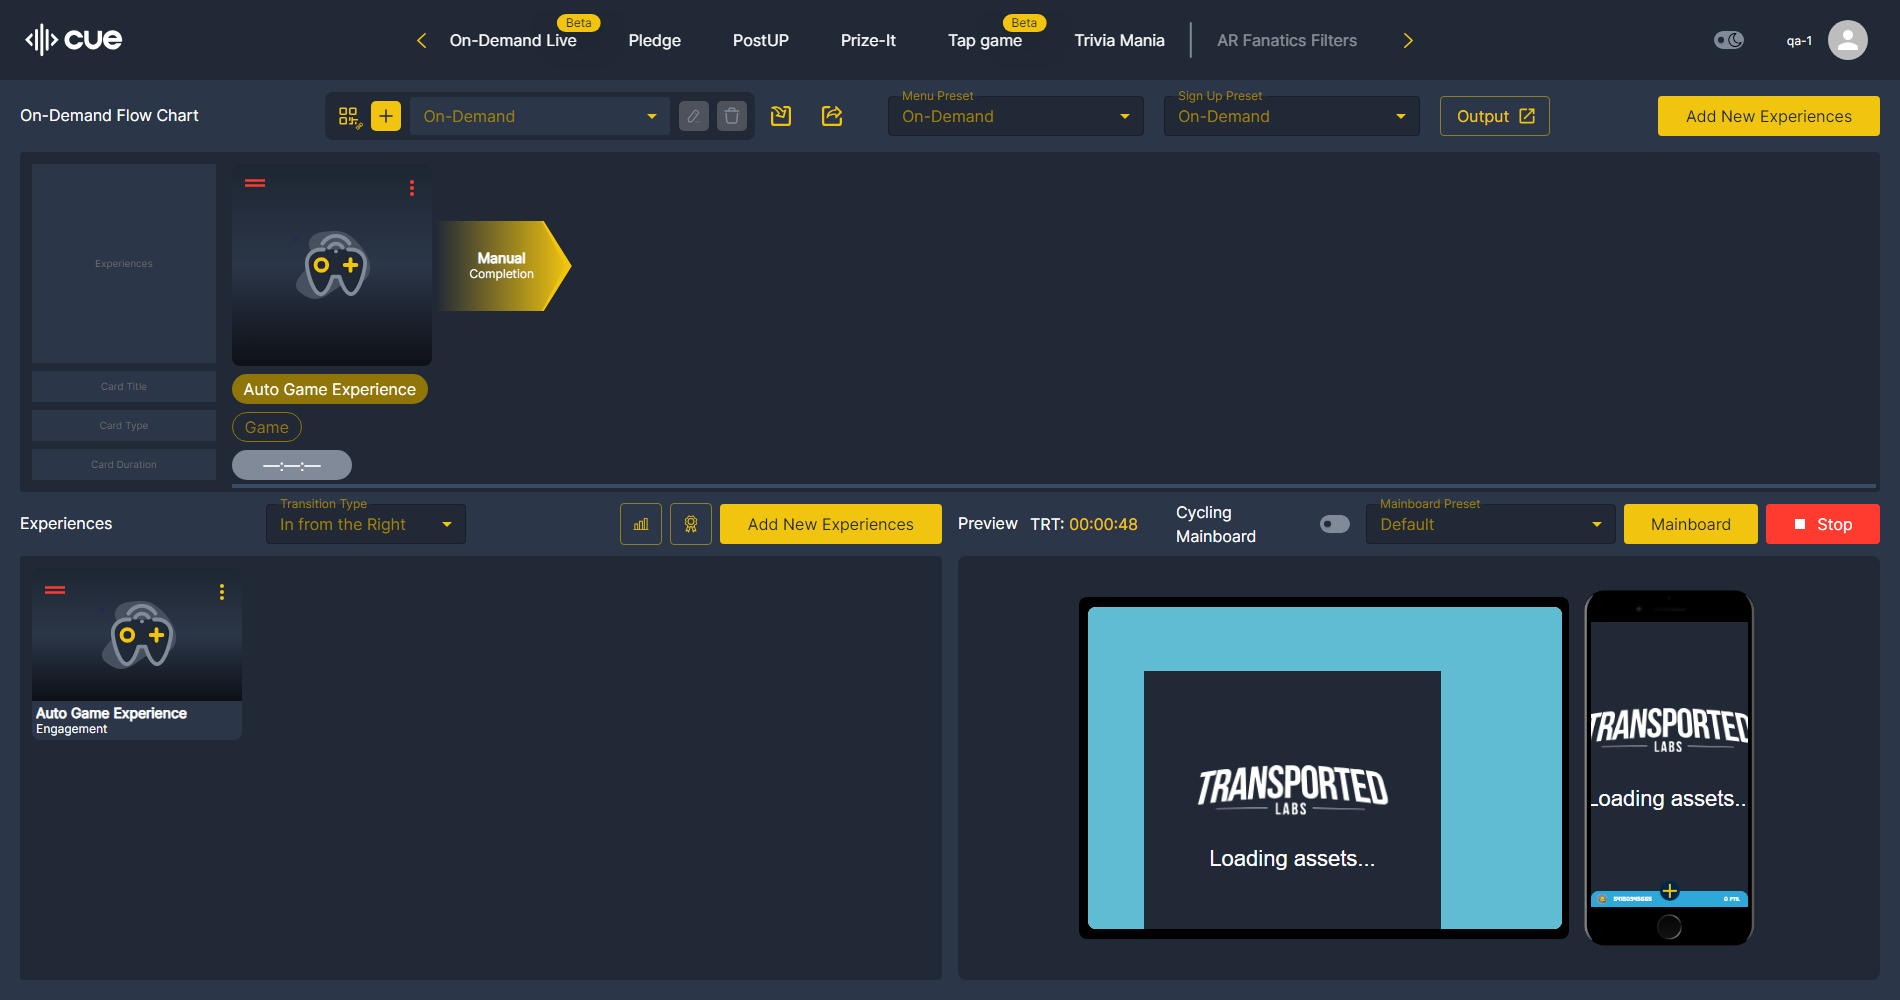 cue
On-Demand Live
Beta
Pledge
PostUP
Prize-It
Tap game
Beta
Trivia Mania
AR Fanatics Filters
qa-1
On-Demand Flow Chart
On-Demand
Menu Preset
On-Demand
Sign Up Preset
On-Demand
Output
Add New Experiences
Experiences
Manual
Completion
Card Title
Auto Game Experience
Card Type
Game
Card Duration
—:—:—
Experiences
Transition Type
In from the Right
Add New Experiences
Preview
TRT: 00:00:48
Cycling
Mainboard
Mainboard Preset
Default
Mainboard
Stop
Auto Game Experience
Engagement
TRANSPORTED
LABS
Loading assets...
TRANSPORTED
LABS
Loading assets..
0 PTS.